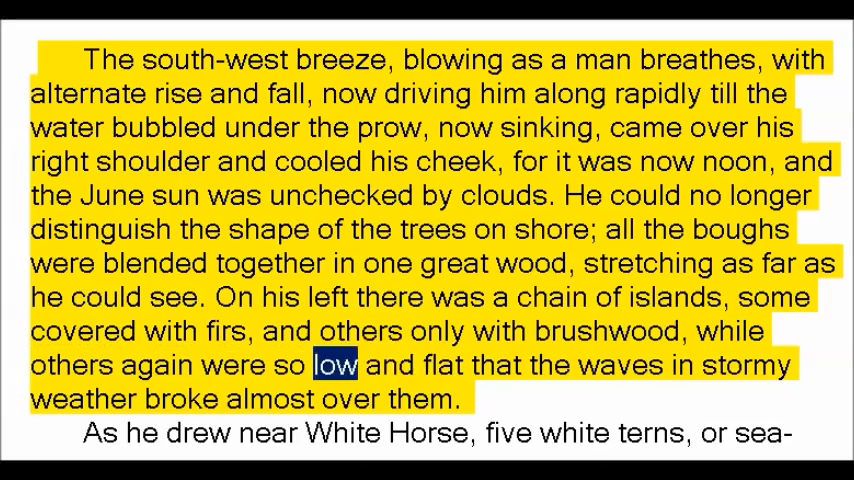 The south-west breeze, blowing as a man breathes, with
alternate rise and fall, now driving him along rapidly till the
water bubbled under the prow, now sinking, came over his
right shoulder and cooled his cheek, for it was now noon, and
the June sun was unchecked by clouds. He could no longer
distinguish the shape of the trees on shore; all the boughs
were blended together in one great wood, stretching as far as
he could see. On his left there was a chain of islands, some
covered with firs, and others only with brushwood, while
others again were so low and flat that the waves in stormy
weather broke almost over them.
As he drew near White Horse, five white terns, or sea-